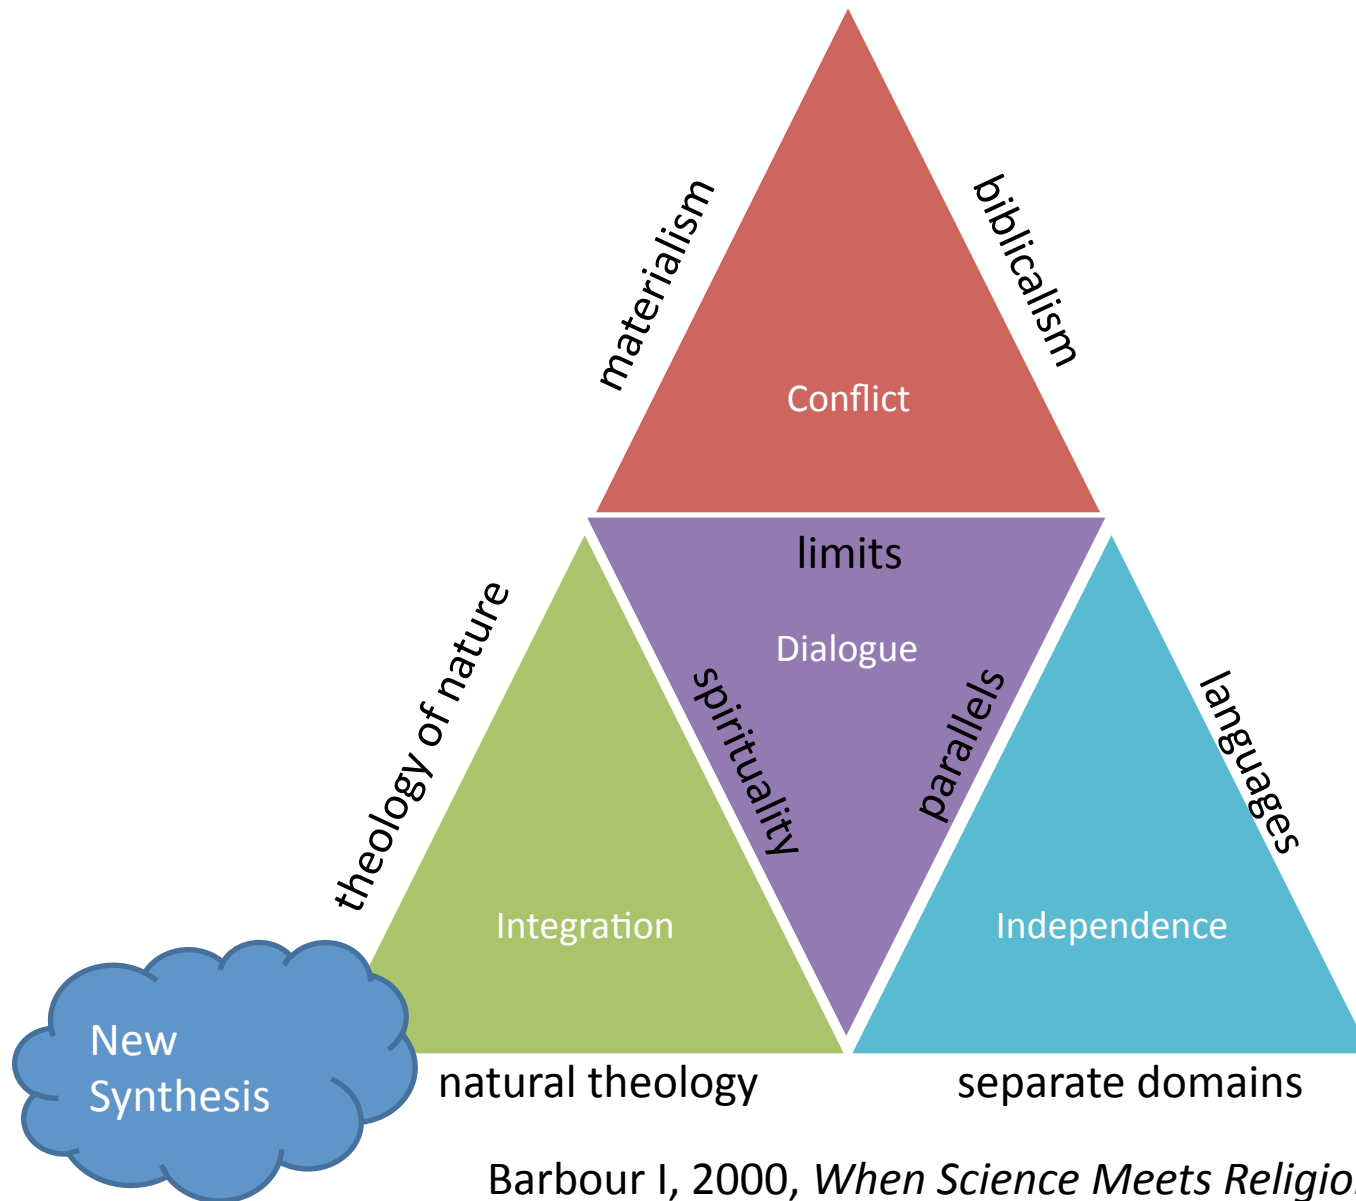 materialism
biblicalism
Conflict
limits
Dialogue
theology of nature
spirituality
parallels
languages
Integration
Independence
New
Synthesis
natural theology
separate domains
Barbour I, 2000, When Science Meets Religio